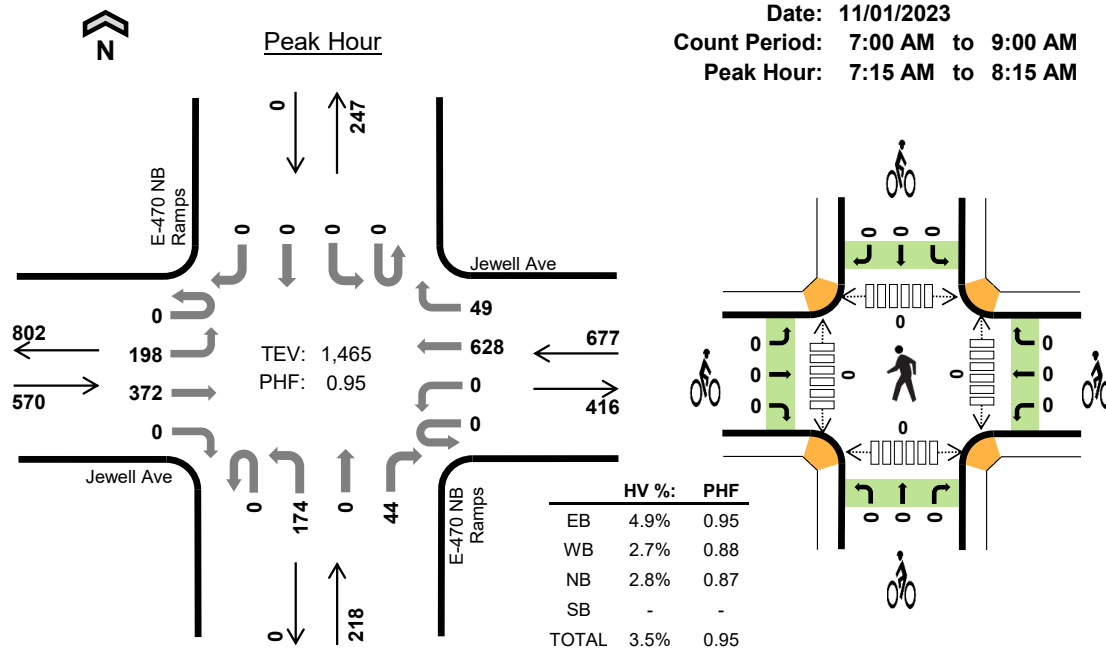 N
Peak Hour
Date: 11/01/2023
Count Period: 7:00 AM to 9:00 AM
Peak Hour: 7:15 AM to 8:15 AM
0
247
E-470 NB
Ramps
0 0 0 0
Jewell Ave
0
49
802
198
TEV: 1,465
628
677
PHF: 0.95
570
372
0
416
0
0
Jewell Ave
0
174
0
44
E-470 NB
Ramps
0
218
0 0 0
0
0 0
0 0 0 0
0 0
0
0 0 0
HV %: PHF
EB 4.9% 0.95
WB 2.7% 0.88
NB 2.8% 0.87
SB - -
TOTAL 3.5% 0.95